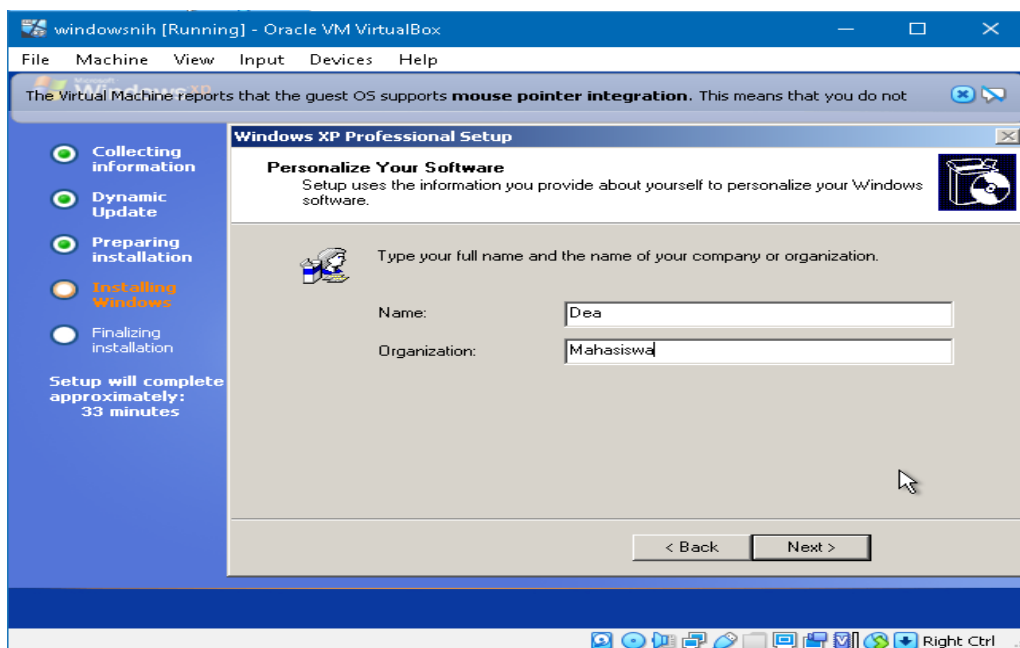 windowsnih [Running] - Oracle VM VirtualBox
File Machine View Input Devices Help
The Virtual Machine reports that the guest OS supports mouse pointer integration. This means that you do not
Windows XP Professional Setup
Collecting
information
Dynamic
Update
Preparing
installation
Installing
Windows
Finalizing
installation
Setup will complete
approximately:
33 minutes
Personalize Your Software
Setup uses the information you provide about yourself to personalize your Windows
software.
Type your full name and the name of your company or organization.
Name: Dea
Organization: Mahasiswa
< Back Next >
Right Ctrl